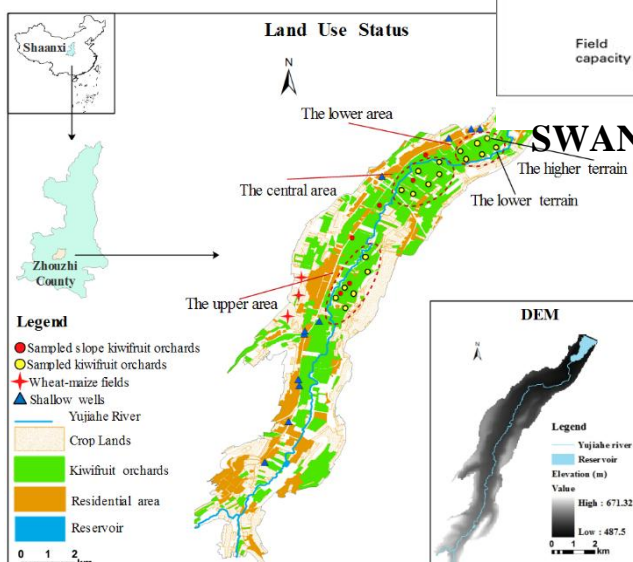 Shaanxi
Land Use Status
Field
capacity
N
The lower area
SWAN
The higher terrain
The central area
The lower terrain
Zhouzhi
County
The upper area
Legend
Sampled slope kiwifruit orchards
Sampled kiwifruit orchards
Wheat-maize fields
Shallow wells
Yujiahe River
Crop Lands
Kiwifruit orchards
Residential area
Reservoir
0 1 2
km
DEM
N
Legend
Yujiahe river
Reservoir
Elevation (m)
Value
High : 671.32
Low : 487.5
0 1 2
km